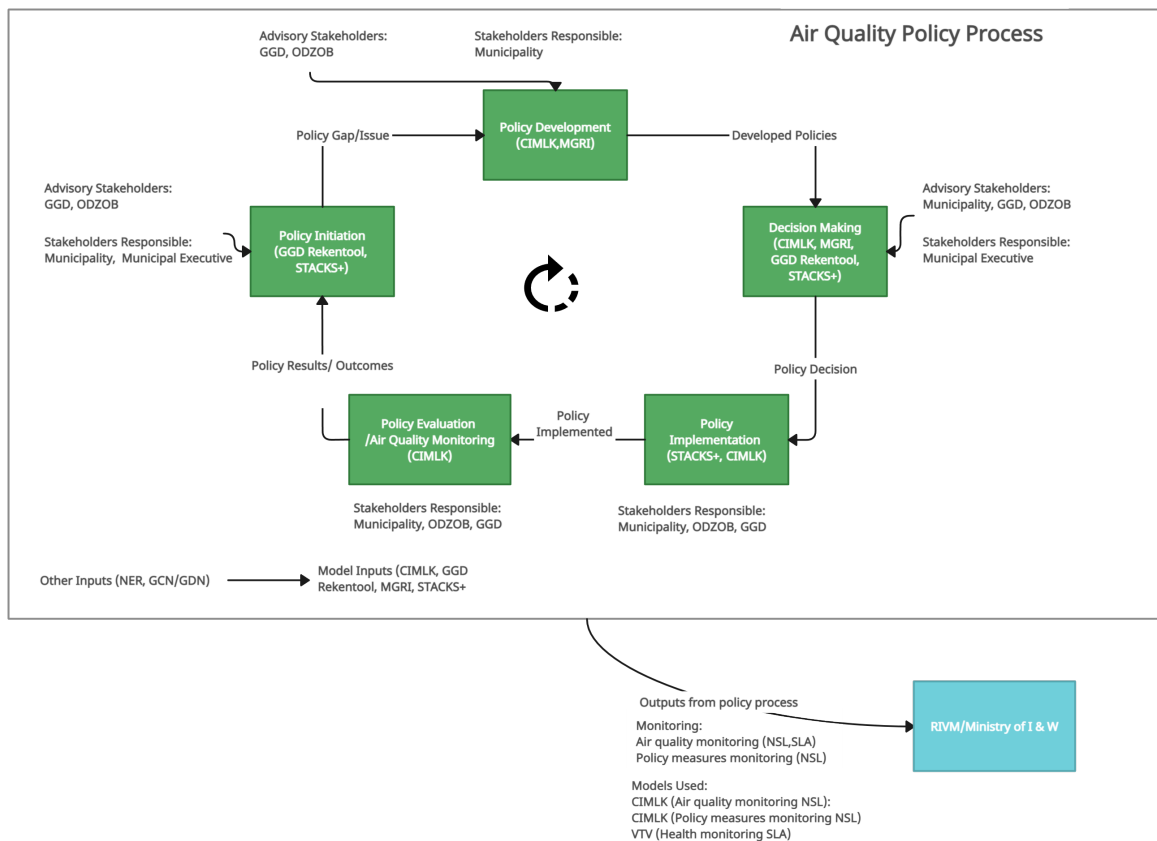 Air Quality Policy Process
Advisory Stakeholders:
GGD, ODZOB
Stakeholders Responsible:
Municipality
Policy Development
(CIMLK,MGRI)
Policy Gap/Issue
Developed Policies
Advisory Stakeholders:
GGD, ODZOB
Stakeholders Responsible:
Municipality, Municipal Executive
Policy Initiation
(GGD Rekentool,
STACKS+)
Decision Making
(CIMLK, MGRI,
GGD Rekentool,
STACKS+)
Advisory Stakeholders:
Municipality, GGD, ODZOB
Stakeholders Responsible:
Municipal Executive
Policy Results/ Outcomes
Policy Decision
Policy Evaluation
/Air Quality Monitoring
(CIMLK)
Policy
Implemented
Policy
Implementation
(STACKS+, CIMLK)
Stakeholders Responsible:
Municipality, ODZOB, GGD
Stakeholders Responsible:
Municipality, ODZOB, GGD
Other Inputs (NER, GCN/GDN)
Model Inputs (CIMLK, GGD
Rekentool, MGRI, STACKS+
Outputs from policy process
Monitoring:
Air quality monitoring (NSL,SLA)
Policy measures monitoring (NSL)
Models Used:
CIMLK (Air quality monitoring NSL):
CIMLK (Policy measures monitoring NSL)
VTV (Health monitoring SLA)
RIVM/Ministry of I & W